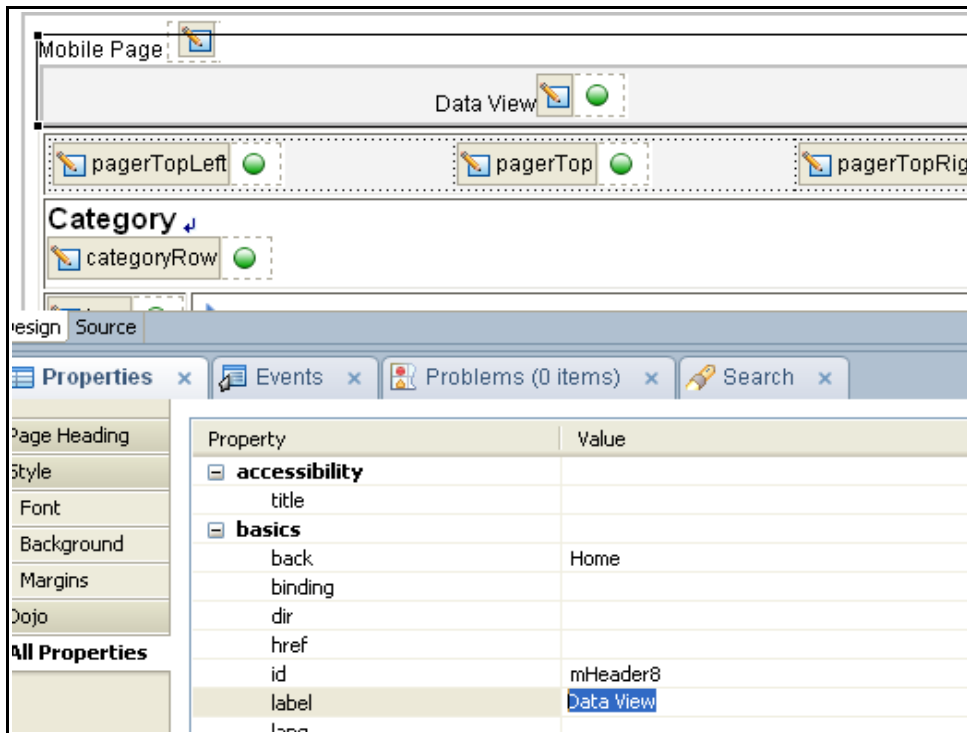 Mobile Page
Data View
pagerTopLeft pagerTop pagerTopRig
Category
categoryRow
esign Source
Properties Events Problems (0 items) Search
Page Heading
Style
Font
Background
Margins
Dojo
All Properties
Property Value
accessibility
title
basics
back Home
binding
dir
href
id mHeader8
label Data View
lang